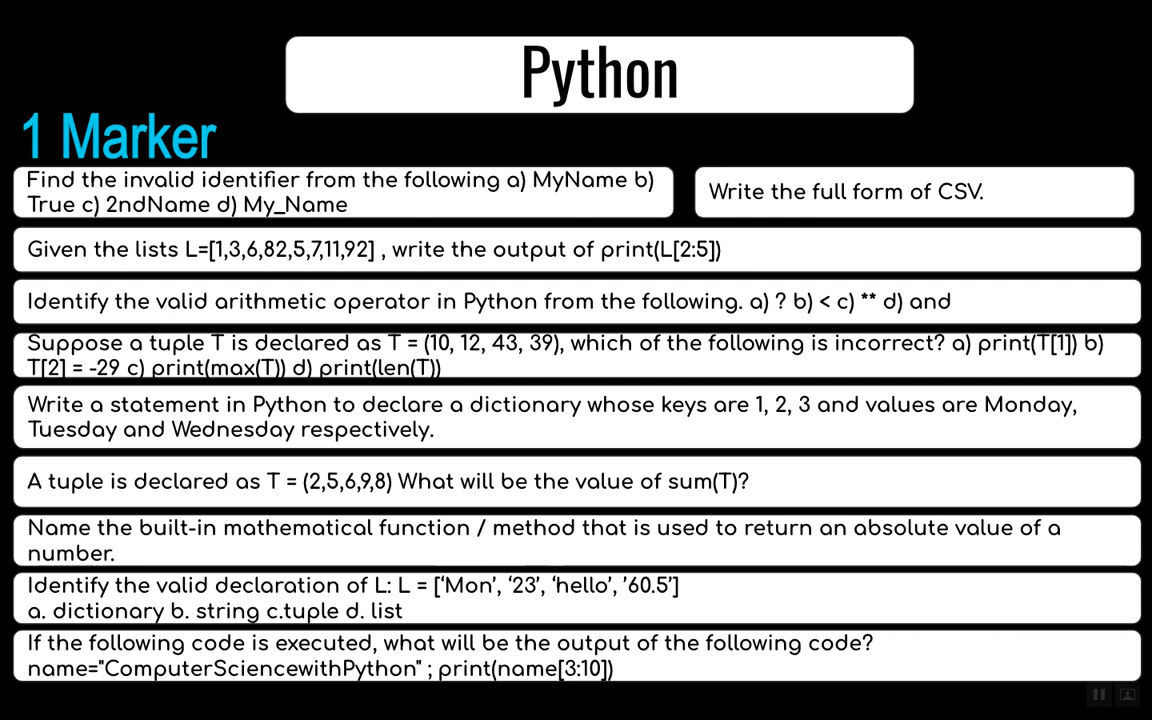 Python
1 Marker
Find the invalid identifier from the following a) MyName b)
True c) 2ndName d) My_Name
Write the full form of CSV.
Given the lists L=[1,3,6,82,5,7,11,92] , write the output of print(L[2:5])
Identify the valid arithmetic operator in Python from the following. a) ? b) < c) ** d) and
Suppose a tuple T is declared as T = (10, 12, 43, 39), which of the following is incorrect? a) print(T[1]) b)
T[2] = -29 c) print(max(T)) d) print(len(T))
Write a statement in Python to declare a dictionary whose keys are 1, 2, 3 and values are Monday,
Tuesday and Wednesday respectively.
A tuple is declared as T = (2,5,6,9,8) What will be the value of sum(T)?
Name the built-in mathematical function / method that is used to return an absolute value of a
number.
Identify the valid declaration of L: L = [‘Mon’, ‘23’, ‘hello’, ’60.5’]
a. dictionary b. string c.tuple d. list
If the following code is executed, what will be the output of the following code?
name="ComputerSciencewithPython" ; print(name[3:10])